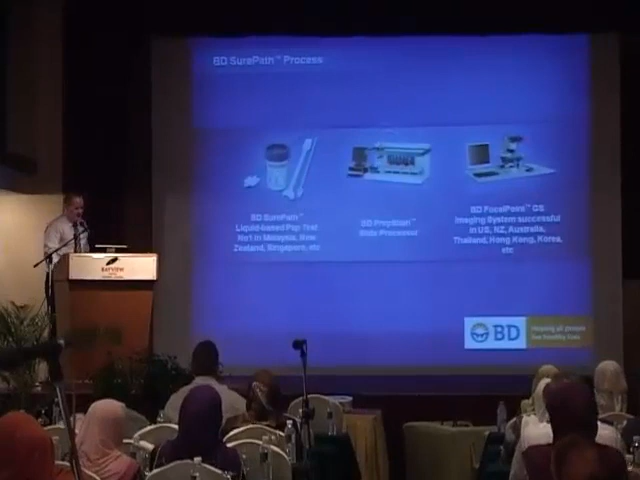 BD SurePath™ Process
BD SurePath™
Liquid-based Pap Test
No1 in Malaysia, New
Zealand, Singapore, etc
BD PrepStain™
Slide Processor
BD FocalPoint™ GS
Imaging System successful
in US, NZ, Australia,
Thailand, Hong Kong, Korea,
etc
BD
Helping all people
live healthy lives
BAYVIEW